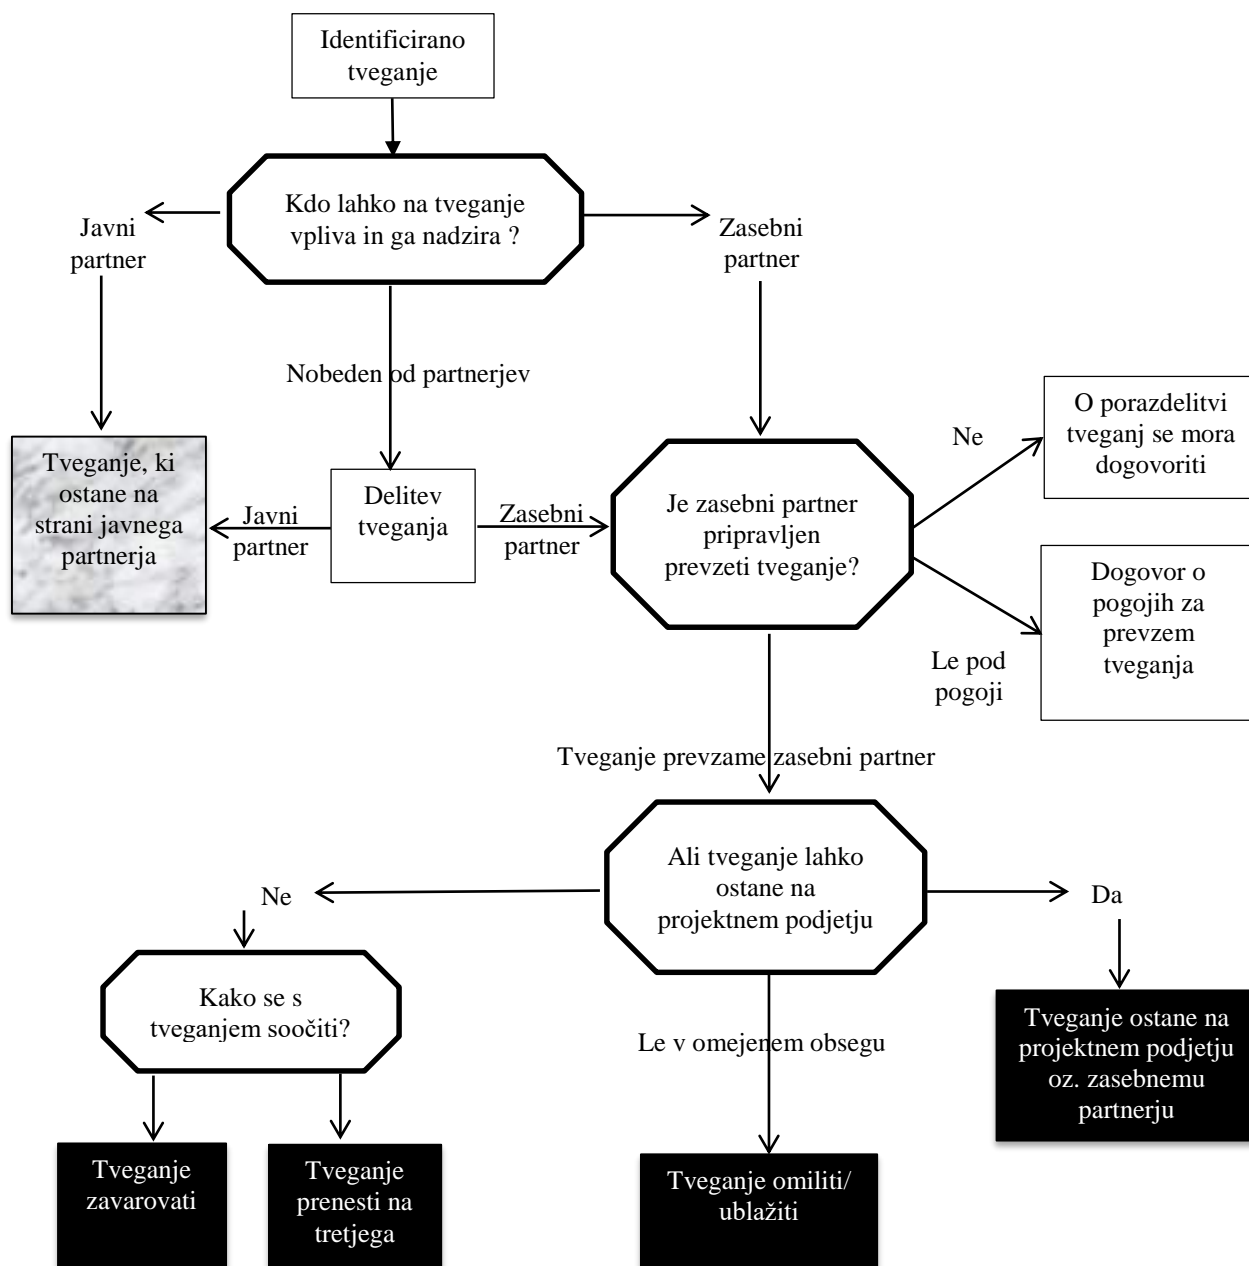 Identificirano
tveganje
Kdo lahko na tveganje
vpliva in ga nadzira ?
Javni
partner
Zasebni
partner
Nobeden od partnerjev
O porazdelitvi
tveganj se mora
dogovoriti
Ne
Tveganje, ki
ostane na
strani javnega
partnerja
Javni
partner
Delitev
tveganja
Zasebni
partner
Je zasebni partner
pripravljen
prevzeti tveganje?
Dogovor o
pogojih za
prevzem
tveganja
Le pod
pogoji
Tveganje prevzame zasebni partner
Ali tveganje lahko
ostane na
projektnem podjetju
Ne
Da
Kako se s
tveganjem soočiti?
Le v omejenem obsegu
Tveganje ostane na
projektnem podjetju
oz. zasebnemu
partnerju
Tveganje
zavarovati
Tveganje
prenesti na
tretjega
Tveganje omiliti/
ublažiti